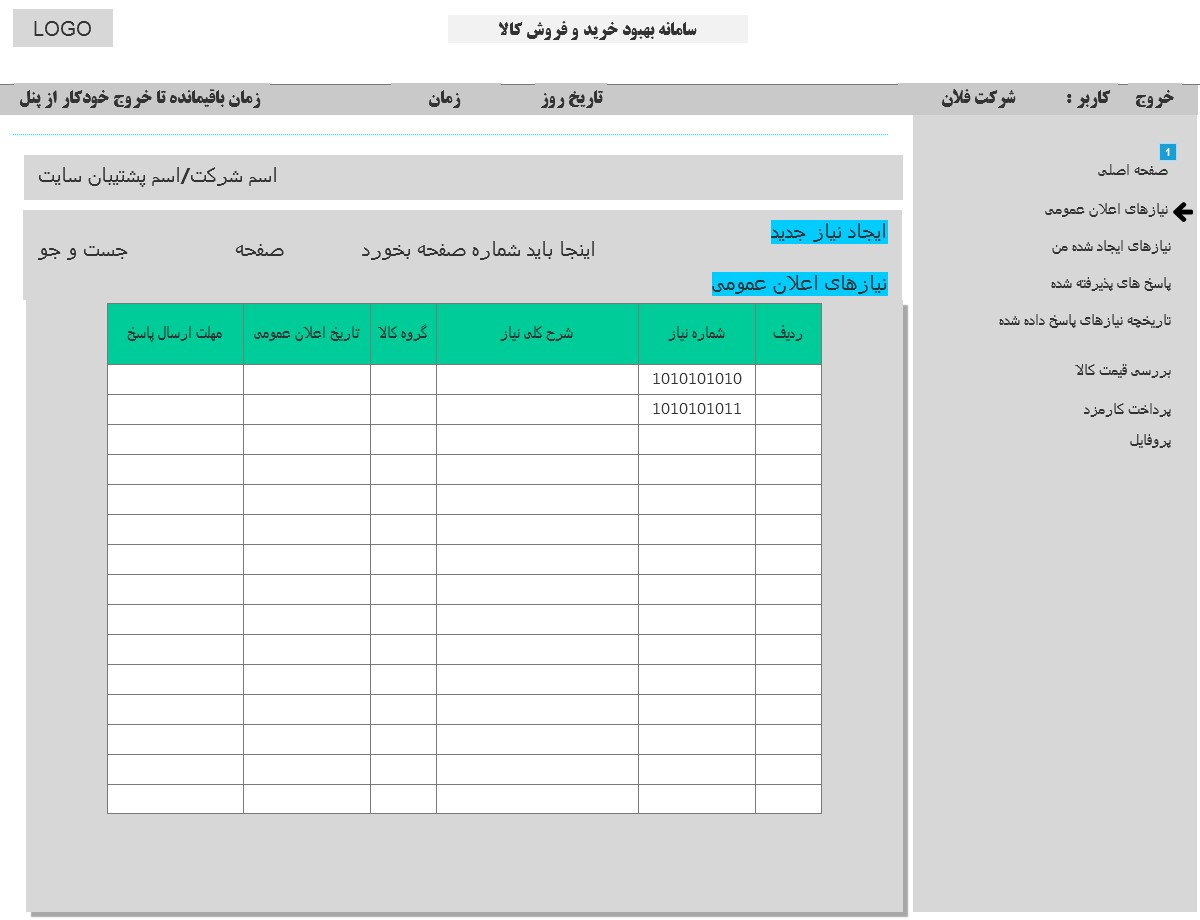 LOGO
سامانه بهبود خرید و فروش کالا
خروج کاربر : شرکت فلان تاریخ روز زمان زمان باقیمانده تا خروج خودکار از پنل
1
صفحه اصلی
نیازهای اعلان عمومی
نیازهای ایجاد شده من
پاسخ های پذیرفته شده
تاریخچه نیازهای پاسخ داده شده
بررسی قیمت کالا
پرداخت کارمزد
پروفایل
اسم شرکت/اسم پشتیبان سایت
ایجاد نیاز جدید
اینجا باید شماره صفحه بخورد صفحه جست و جو
نیازهای اعلان عمومی
ردیف شماره نیاز شرح کلی نیاز گروه کالا تاریخ اعلان عمومی مهلت ارسال پاسخ
1010101010
1010101011